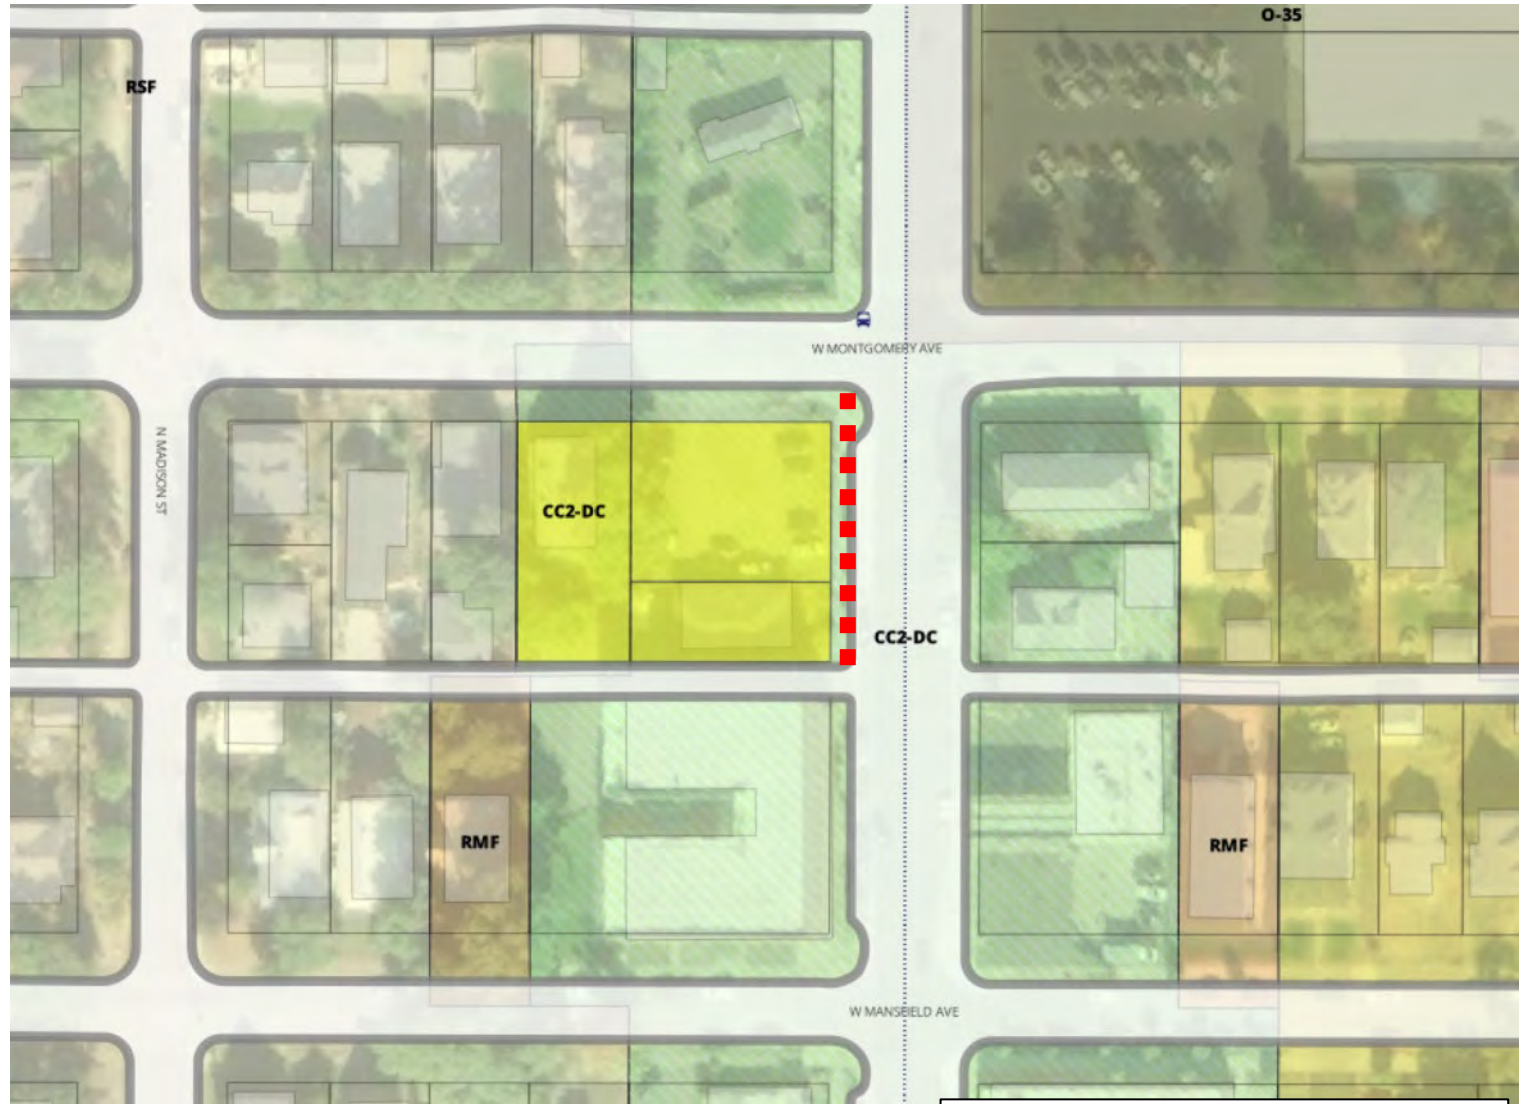 O-35
RSF
W MONTGOMERY AVE
N MADISON ST
CC2-DC
CC2-DC
RMF
RMF
W MANSFIELD AVE